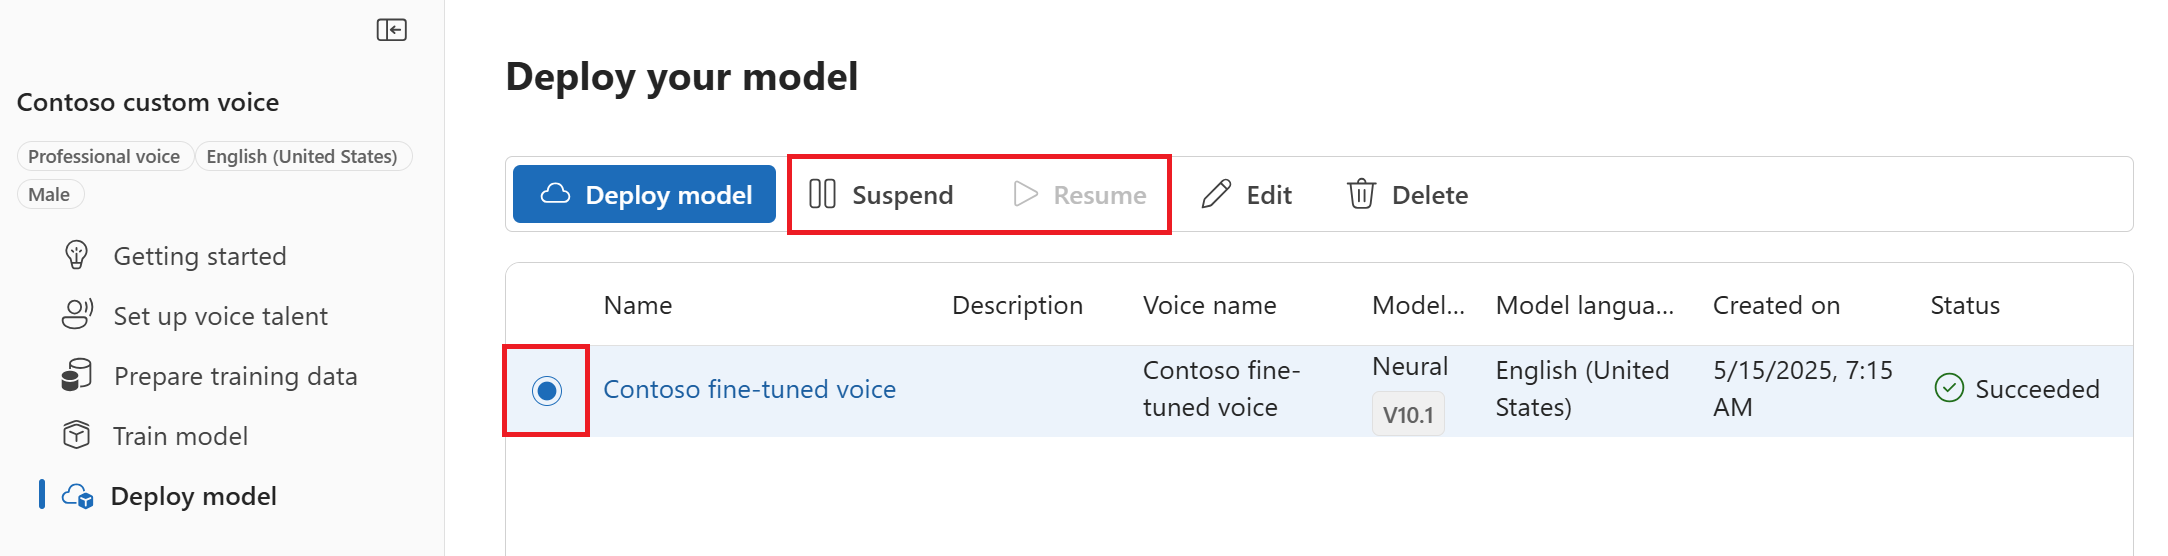 Contoso custom voice
Professional voice English (United States)
Male
Getting started
Set up voice talent
Prepare training data
Train model
Deploy model
Deploy your model
Deploy model Suspend Resume Edit Delete
Name Description Voice name Model... Model langua... Created on Status
Contoso fine-tuned voice
Contoso fine-
tuned voice
Neural
V10.1
English (United
States)
5/15/2025, 7:15
AM
Succeeded